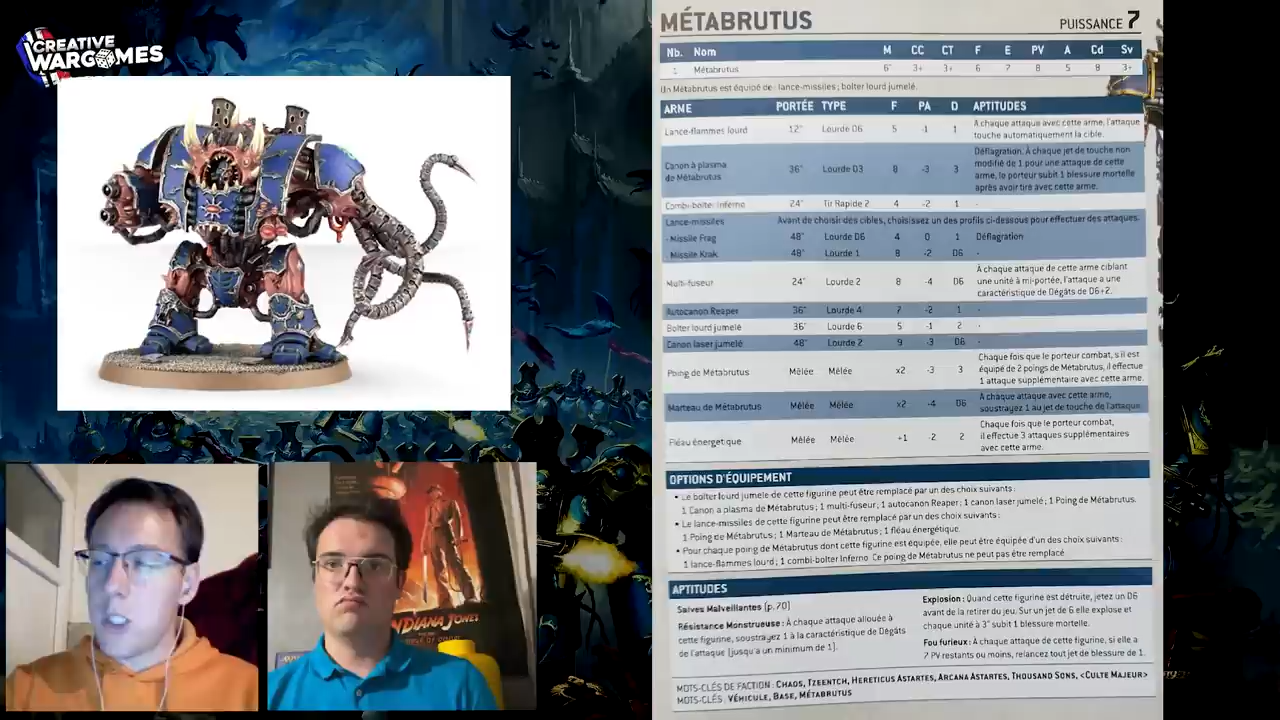 CREATIVE
WARGOMES
MÉTABRUTUS
PUISSANCE 7
Nb. Nom M CC CT F E PV A Cd Sv
1 Métabrutus 6" 3+ 3+ 6 7 8 5 8 3+
Un Métabrutus est équipé de : lance-missiles ; bolter lourd jumelé.
ARME PORTÉE TYPE F PA D APTITUDES
Lance-flammes lourd 12" Lourde D6 5 -1 1 À chaque attaque avec cette arme, l'attaque
touche automatiquement la cible.
Canon à plasma
de Métabrutus 36" Lourde D3 8 -3 3 Déflagration. À chaque jet de touche non
modifié de 1 pour une attaque de cette
arme, le porteur subit 1 blessure mortelle
après avoir tiré avec cette arme.
Combi-bolter Inferno 24" Tir Rapide 2 4 -2 1 -
Lance-missiles Avant de choisir des cibles, choisissez un des profils ci-dessous pour effectuer des attaques.
- Missile Frag 48" Lourde D6 4 0 1 Déflagration
- Missile Krak 48" Lourde 1 8 -2 D6 -
Multi-fuseur 24" Lourde 2 8 -4 D6 À chaque attaque de cette arme ciblant
une unité à mi-portée, l'attaque a une
caractéristique de Dégâts de D6+2.
Autocanon Reaper 36" Lourde 4 7 -2 1 -
Bolter lourd jumelé 36" Lourde 6 5 -1 2 -
Canon laser jumelé 48" Lourde 2 9 -3 D6 -
Poing de Métabrutus Mêlée Mêlée x2 -3 3 Chaque fois que le porteur combat, s'il est
équipé de 2 poings de Métabrutus, il effectue
1 attaque supplémentaire avec cette arme.
Marteau de Métabrutus Mêlée Mêlée x2 -4 D6 À chaque attaque avec cette arme,
soustrayez 1 au jet de touche de l'attaque.
Fléau énergétique Mêlée Mêlée +1 -2 2 Chaque fois que le porteur combat,
il effectue 3 attaques supplémentaires
avec cette arme.
OPTIONS D'ÉQUIPEMENT
• Le bolter lourd jumelé de cette figurine peut être remplacé par un des choix suivants :
1 Canon à plasma de Métabrutus ; 1 multi-fuseur ; 1 autocanon Reaper ; 1 canon laser jumelé ; 1 Poing de Métabrutus.
• Le lance-missiles de cette figurine peut être remplacé par un des choix suivants :
1 Poing de Métabrutus ; 1 Marteau de Métabrutus ; 1 fléau énergétique.
• Pour chaque poing de Métabrutus dont cette figurine est équipée, elle peut être équipée d'un des choix suivants :
1 lance-flammes lourd ; 1 combi-bolter Inferno. Ce poing de Métabrutus ne peut pas être remplacé
APTITUDES
Salves Malveillantes (p.70)
Résistance Monstrueuse : À chaque attaque allouée à
cette figurine, soustrayez 1 à la caractéristique de Dégâts
de l'attaque (jusqu'à un minimum de 1).
Explosion : Quand cette figurine est détruite, jetez un D6
avant de la retirer du jeu. Sur un jet de 6 elle explose et
chaque unité à 3" subit 1 blessure mortelle.
Fou furieux : À chaque attaque de cette figurine, si elle a
7 PV restants ou moins, relancez tout jet de blessure de 1.
MOTS-CLÉS DE FACTION : CHAOS, TZEENTCH, HERETICUS ASTARTES, ARCANA ASTARTES, THOUSAND SONS, <CULTE MAJEUR>
MOTS-CLÉS : VÉHICULE, BASE, MÉTABRUTUS
INDIANA JONES